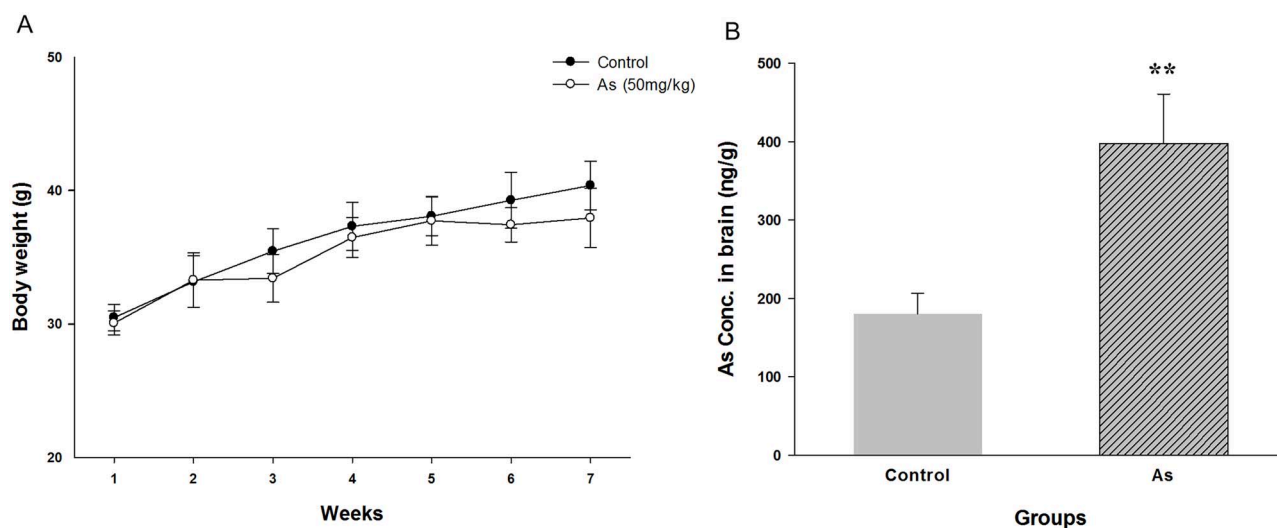 A
50
40
30
20
Body weight (g)
1 2 3 4 5 6 7
Weeks
Control
As (50mg/kg)
B
500
400
300
200
100
0
As Conc. in brain (ng/g)
**
Control As
Groups